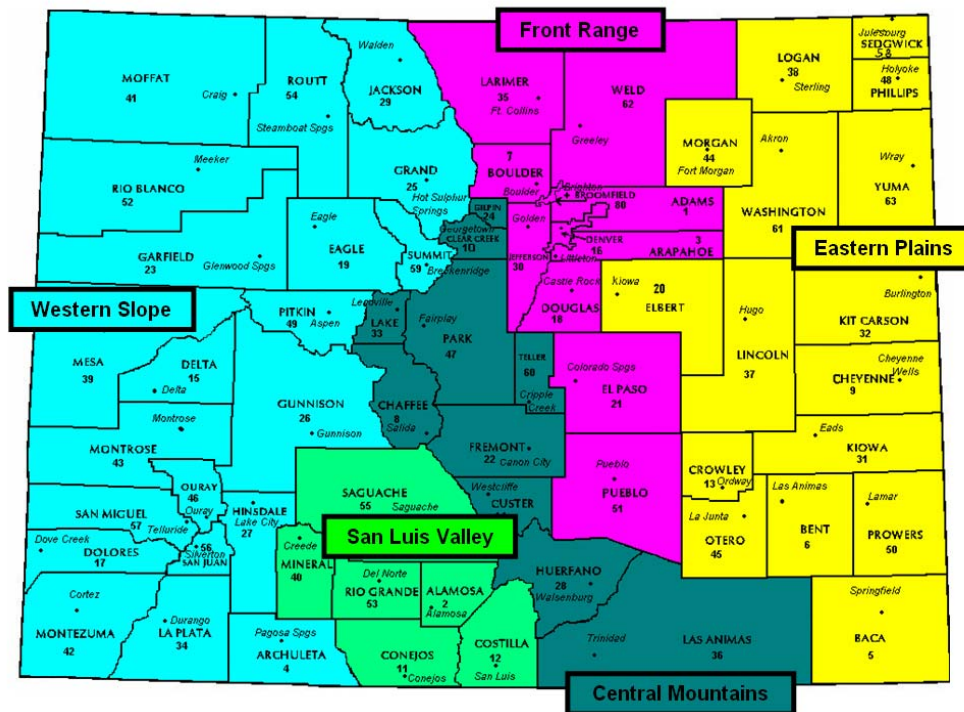 Front Range
Julesburg
SEDGWICK
58
LOGAN
38
Sterling
Holyoke
48
PHILLIPS
Walden
MOFFAT
41
Craig
ROUTT
54
JACKSON
29
LARIMER
35
Ft. Collins
WELD
62
Steamboat Spgs
Greeley
MORGAN
44
Fort Morgan
Akron
Wray
YUMA
63
Meeker
RIO BLANCO
52
GRAND
25
Hot Sulphur
Springs
7
BOULDER
Boulder
Brighton
BROOMFIELD
80
ADAMS
1
WASHINGTON
61
GILPIN
24
Georgetown
CLEAR CREEK
10
Golden
JEFFERSON
30
DENVER
16
3
ARAPAHOE
Littleton
Eagle
EAGLE
19
GARFIELD
23
Glenwood Spgs
SUMMIT
59
Breckenridge
Eastern Plains
Western Slope
Castle Rock
DOUGLAS
18
Kiowa
20
ELBERT
Burlington
KIT CARSON
32
PITKIN
49
Aspen
Leadville
LAKE
33
Fairplay
PARK
47
Hugo
LINCOLN
37
MESA
39
DELTA
15
Delta
TELLER
60
Cripple
Creek
Colorado Spgs
EL PASO
21
Cheyenne
Wells
CHEYENNE
9
GUNNISON
26
Gunnison
CHAFFEE
8
Salida
Montrose
MONTROSE
43
FREMONT
22
Canon City
Eads
KIOWA
31
CROWLEY
13
Ordway
OURAY
46
Ouray
SAN MIGUEL
57
Telluride
HINSDALE
Lake City
27
SAGUACHE
55
Saguache
Westcliffe
CUSTER
Pueblo
PUEBLO
51
Las Animas
BENT
6
Lamar
PROWERS
50
La Junta
OTERO
45
Dove Creek
DOLORES
17
56
Silverton
SAN JUAN
San Luis Valley
Creede
MINERAL
40
Del Norte
RIO GRANDE
53
ALAMOSA
2
Alamosa
HUERFANO
28
Walsenburg
Cortez
MONTEZUMA
42
Durango
LA PLATA
34
Pagosa Spgs
ARCHULETA
4
CONEJOS
11
Conejos
COSTILLA
12
San Luis
Trinidad
LAS ANIMAS
36
Springfield
BACA
5
Central Mountains